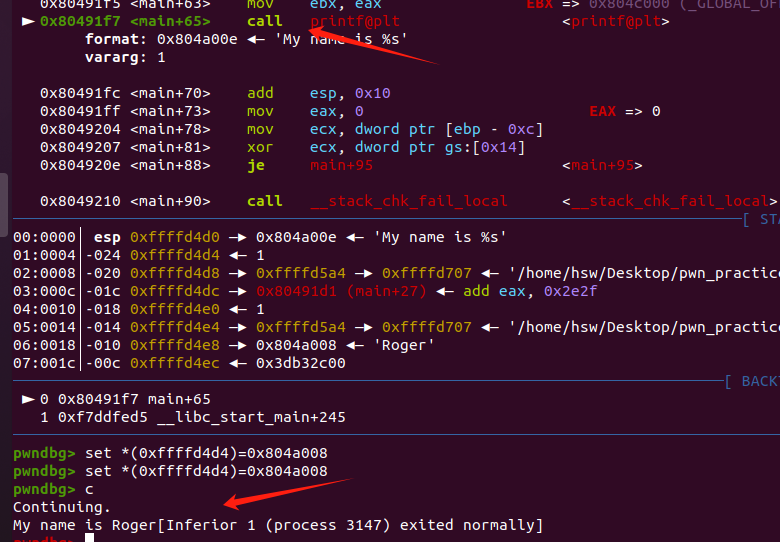 0x80491f5 <main+63> mov ebx, eax EBX => 0x804c000 (_GLOBAL_OF
► 0x80491f7 <main+65> call printf@plt <printf@plt>
format: 0x804a00e ◂— 'My name is %s'
vararg: 1
0x80491fc <main+70> add esp, 0x10
0x80491ff <main+73> mov eax, 0 EAX => 0
0x8049204 <main+78> mov ecx, dword ptr [ebp - 0xc]
0x8049207 <main+81> xor ecx, dword ptr gs:[0x14]
0x804920e <main+88> je main+95 <main+95>
0x8049210 <main+90> call __stack_chk_fail_local <__stack_chk_fail_local>
[ STA
00:0000│ esp 0xffffd4d0 —▸ 0x804a00e ◂— 'My name is %s'
01:0004│ -024 0xffffd4d4 ◂— 1
02:0008│ -020 0xffffd4d8 —▸ 0xffffd5a4 —▸ 0xffffd707 ◂— '/home/hsw/Desktop/pwn_practice
03:000c│ -01c 0xffffd4dc —▸ 0x80491d1 (main+27) ◂— add eax, 0x2e2f
04:0010│ -018 0xffffd4e0 ◂— 1
05:0014│ -014 0xffffd4e4 —▸ 0xffffd5a4 —▸ 0xffffd707 ◂— '/home/hsw/Desktop/pwn_practice
06:0018│ -010 0xffffd4e8 —▸ 0x804a008 ◂— 'Roger'
07:001c│ -00c 0xffffd4ec ◂— 0x3db32c00
[ BACKT
► 0 0x80491f7 main+65
1 0xf7ddfed5 __libc_start_main+245
pwndbg> set *(0xffffd4d4)=0x804a008
pwndbg> set *(0xffffd4d4)=0x804a008
pwndbg> c
Continuing.
My name is Roger[Inferior 1 (process 3147) exited normally]
pwndbg>